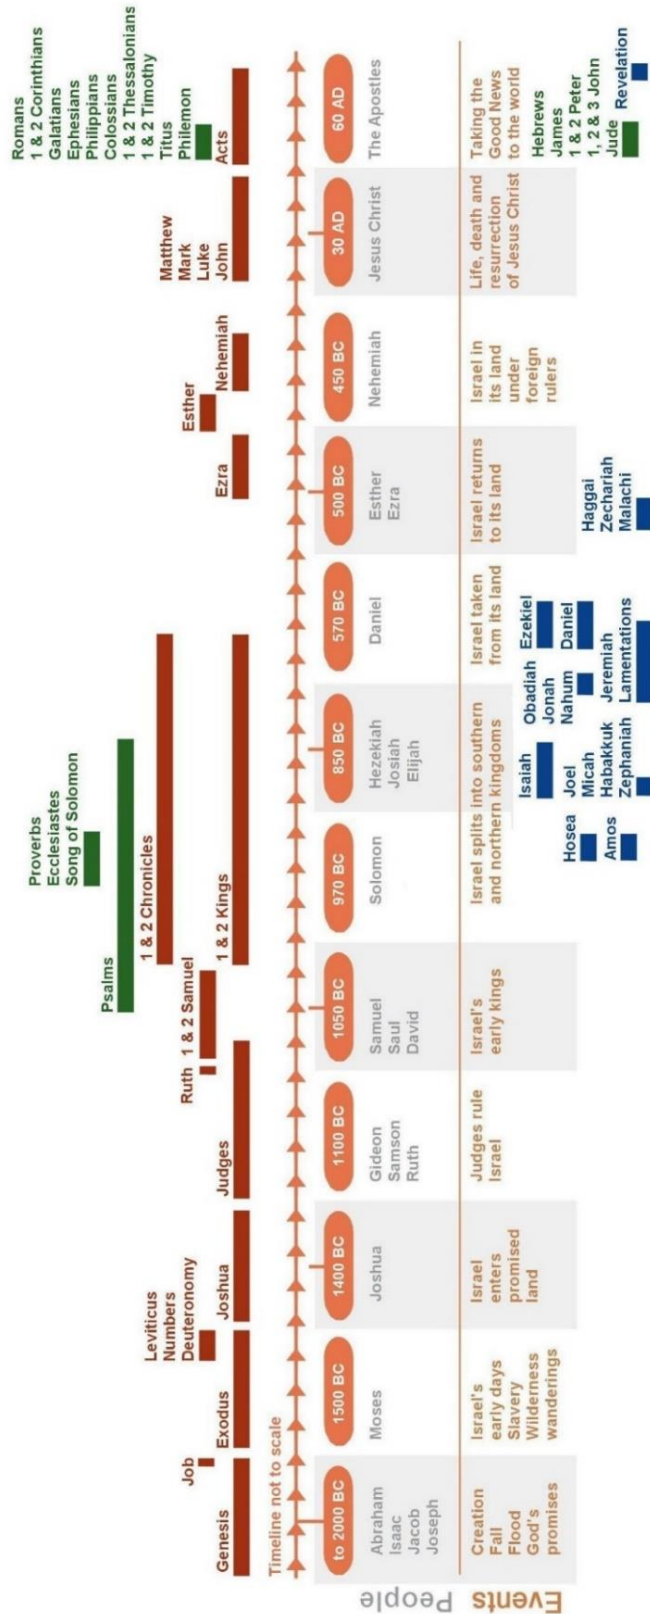 Genesis
Job
Exodus
Leviticus
Numbers
Deuteronomy
Joshua
Judges
Ruth
1 & 2 Samuel
Psalms
1 & 2 Chronicles
1 & 2 Kings
Proverbs
Ecclesiastes
Song of Solomon
Ezra
Esther
Nehemiah
Matthew
Mark
Luke
John
Romans
1 & 2 Corinthians
Galatians
Ephesians
Philippians
Colossians
1 & 2 Thessalonians
1 & 2 Timothy
Titus
Philemon
Acts
Timeline not to scale
to 2000 BC
1500 BC
1400 BC
1100 BC
1050 BC
970 BC
850 BC
570 BC
500 BC
450 BC
30 AD
60 AD
People
Abraham
Isaac
Jacob
Joseph
Moses
Joshua
Gideon
Samson
Ruth
Samuel
Saul
David
Solomon
Hezekiah
Josiah
Elijah
Daniel
Esther
Ezra
Nehemiah
Jesus Christ
The Apostles
Events
Creation
Fall
Flood
God's
promises
Israel's
early days
Slavery
Wilderness
wanderings
Israel
enters
promised
land
Judges rule
Israel
Israel's
early kings
Israel splits into southern
and northern kingdoms
Israel taken
from its land
Israel returns
to its land
Israel in
its land
under
foreign
rulers
Life, death and
resurrection
of Jesus Christ
Taking the
Good News
to the world
Hosea
Amos
Isaiah
Joel
Micah
Habakkuk
Zephaniah
Obadiah
Jonah
Nahum
Jeremiah
Lamentations
Ezekiel
Daniel
Haggai
Zechariah
Malachi
Hebrews
James
1 & 2 Peter
1, 2 & 3 John
Jude
Revelation